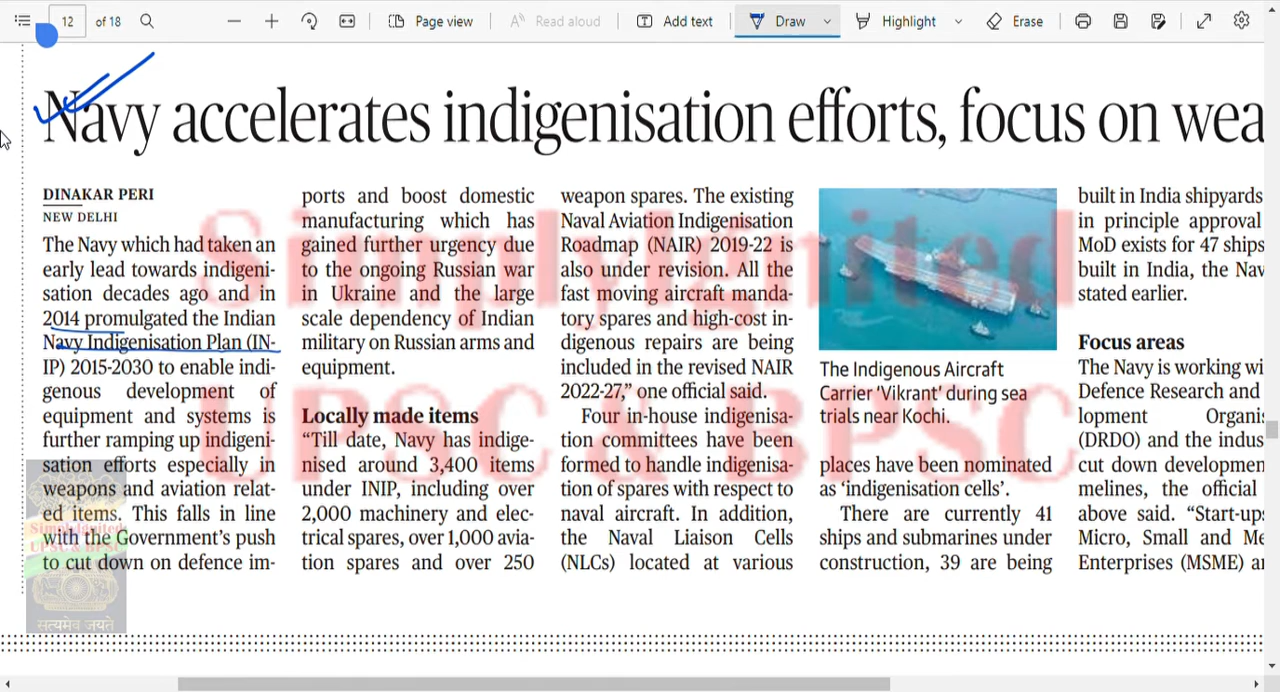 12 of 18 Page view Read aloud Add text Draw Highlight Erase
Navy accelerates indigenisation efforts, focus on wea
DINAKAR PERI
NEW DELHI
The Navy which had taken an
early lead towards indigeni-
sation decades ago and in
2014 promulgated the Indian
Navy Indigenisation Plan (IN-
IP) 2015-2030 to enable indi-
genous development of
equipment and systems is
further ramping up indigeni-
sation efforts especially in
weapons and aviation relat-
ed items. This falls in line
with the Government's push
to cut down on defence im-
ports and boost domestic
manufacturing which has
gained further urgency due
to the ongoing Russian war
in Ukraine and the large
scale dependency of Indian
military on Russian arms and
equipment.
Locally made items
“Till date, Navy has indige-
nised around 3,400 items
under INIP, including over
2,000 machinery and elec-
trical spares, over 1,000 avia-
tion spares and over 250
weapon spares. The existing
Naval Aviation Indigenisation
Roadmap (NAIR) 2019-22 is
also under revision. All the
fast moving aircraft manda-
tory spares and high-cost in-
digenous repairs are being
included in the revised NAIR
2022-27,” one official said.
Four in-house indigenisa-
tion committees have been
formed to handle indigenisa-
tion of spares with respect to
naval aircraft. In addition,
the Naval Liaison Cells
(NLCs) located at various
The Indigenous Aircraft
Carrier 'Vikrant' during sea
trials near Kochi.
places have been nominated
as 'indigenisation cells'.
There are currently 41
ships and submarines under
construction, 39 are being
built in India shipyards
in principle approval
MoD exists for 47 ships
built in India, the Nav
stated earlier.
Focus areas
The Navy is working wi
Defence Research and
lopment Organis
(DRDO) and the indus
cut down developmen
melines, the official
above said. “Start-ups
Micro, Small and Me
Enterprises (MSME) an
SimplyIgnited
UPSC & BPSC
SimplyIgnited
UPSC & BPSC
सत्यमेव जयते